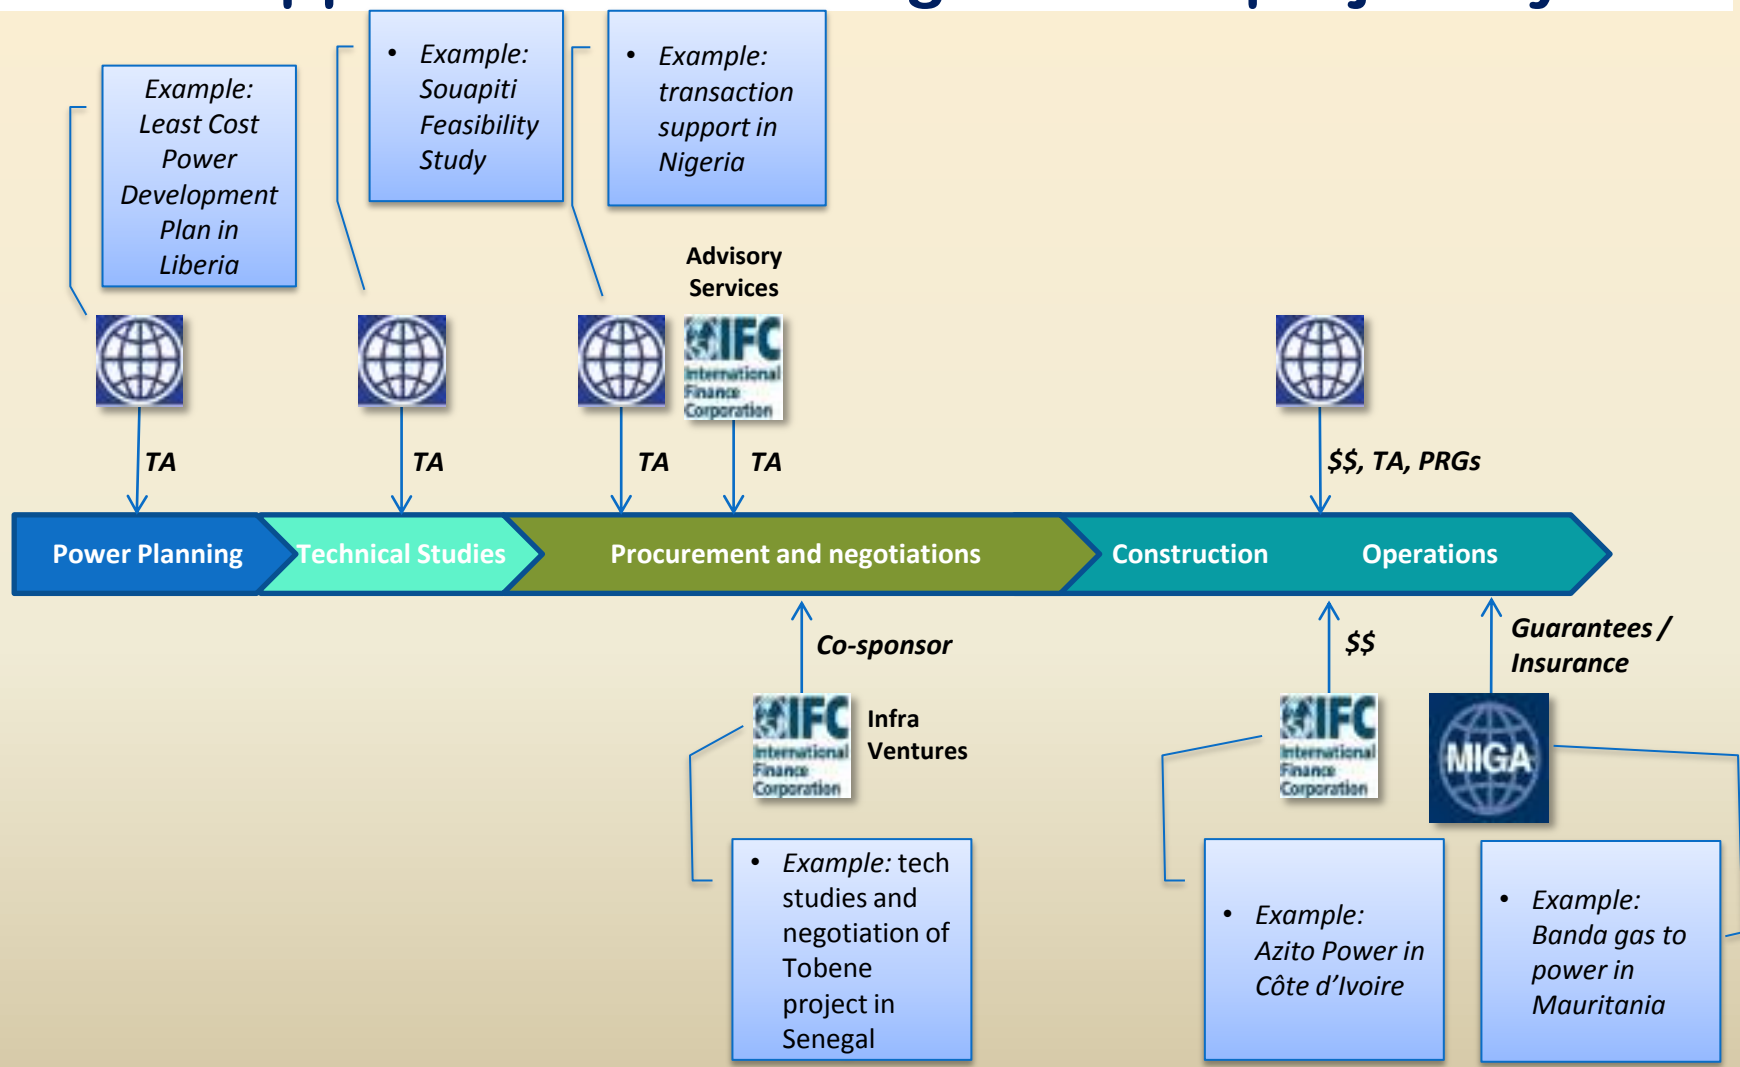 Example:
Least Cost
Power
Development
Plan in
Liberia
• Example:
Souapiti
Feasibility
Study
• Example:
transaction
support in
Nigeria
Advisory
Services
IFC
International
Finance
Corporation
TA
TA
TA
TA
$$, TA, PRGs
Power Planning
Technical Studies
Procurement and negotiations
Construction
Operations
Co-sponsor
$$
Guarantees /
Insurance
IFC
International
Finance
Corporation
Infra
Ventures
IFC
International
Finance
Corporation
MIGA
• Example: tech
studies and
negotiation of
Tobene
project in
Senegal
• Example:
Azito Power in
Côte d’Ivoire
• Example:
Banda gas to
power in
Mauritania